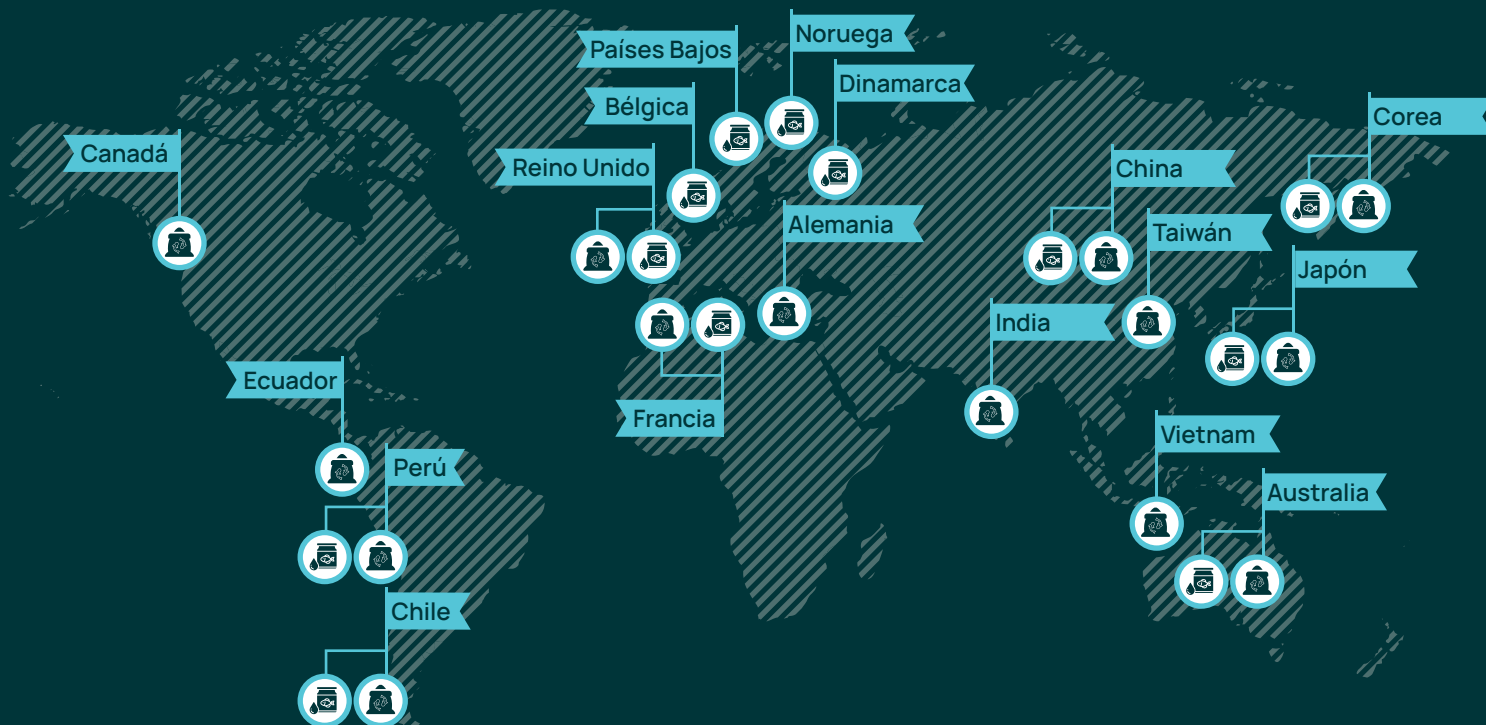 Noruega
Países Bajos
Dinamarca
Bélgica
Corea
Canadá
Reino Unido
China
Alemania
Taiwán
Japón
India
Ecuador
Francia
Vietnam
Perú
Australia
Chile